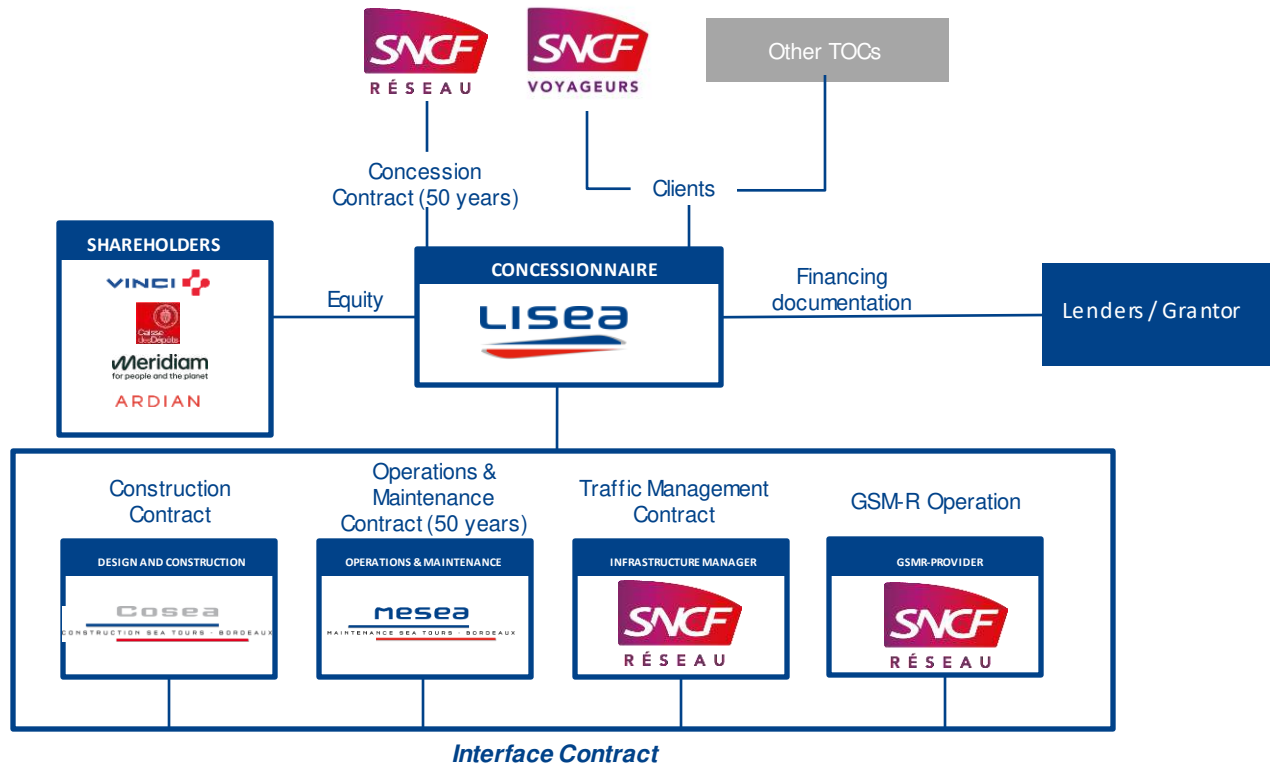 SNCF
RÉSEAU
SNCF
VOYAGEURS
Other TOCs
Concession
Contract (50 years)
Clients
SHAREHOLDERS
VINCI
Caisse
des Dépôts
Meridiam
for people and the planet
ARDIAN
Equity
CONCESSIONNAIRE
LISEA
Financing
documentation
Lenders / Grantor
Construction
Contract
Operations &
Maintenance
Contract (50 years)
Traffic Management
Contract
GSM-R Operation
DESIGN AND CONSTRUCTION
Cosea
CONSTRUCTION SEA TOURS - BORDEAUX
OPERATIONS & MAINTENANCE
mesea
MAINTENANCE SEA TOURS - BORDEAUX
INFRASTRUCTURE MANAGER
SNCF
RÉSEAU
GSMR-PROVIDER
SNCF
RÉSEAU
Interface Contract